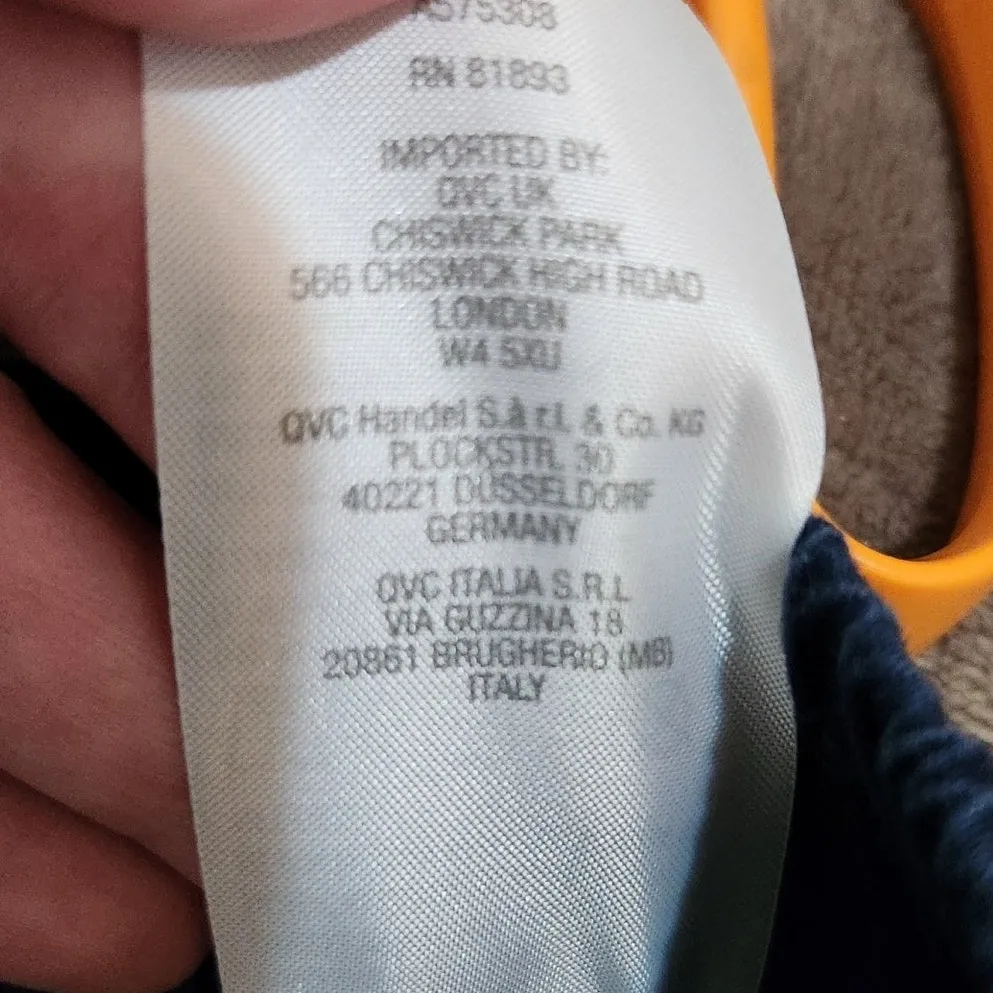 RN 81893
IMPORTED BY:
QVC UK
CHISWICK PARK
566 CHISWICK HIGH ROAD
LONDON
W4 5XU
QVC Handel S.à r.l. & Co. KG
PLOCKSTR. 30
40221 DÜSSELDORF
GERMANY
QVC ITALIA S.R.L
VIA GUZZINA 18
20861 BRUGHERIO (MB)
ITALY